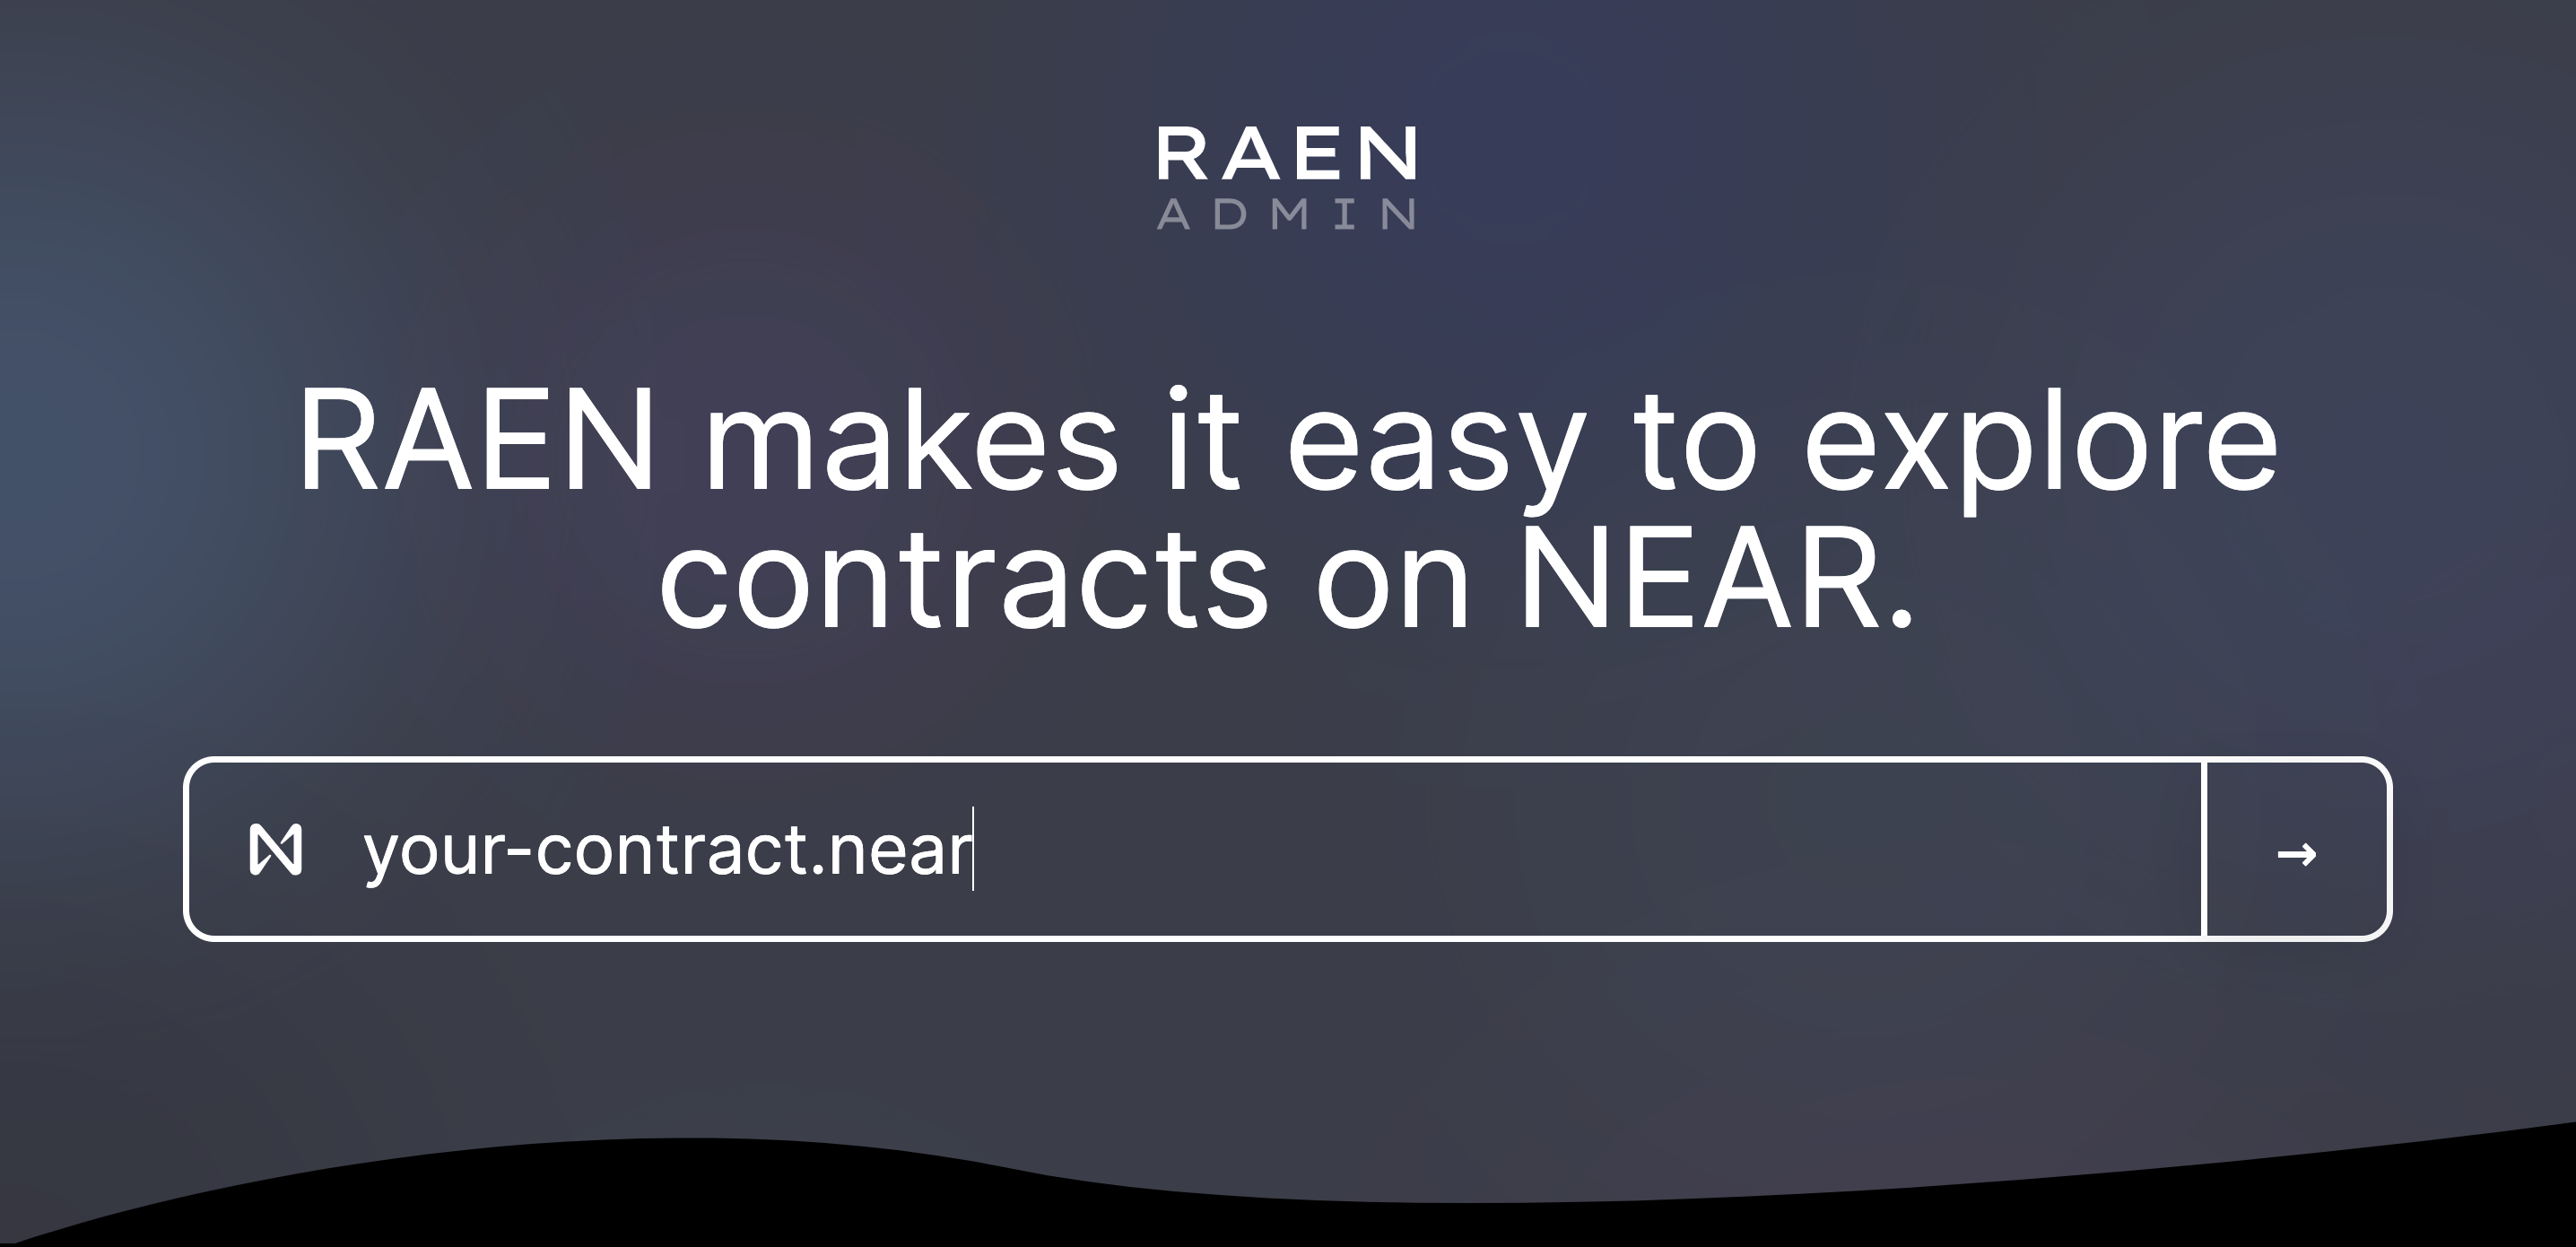 RAEN
ADMIN
RAEN makes it easy to explore
contracts on NEAR.
your-contract.near